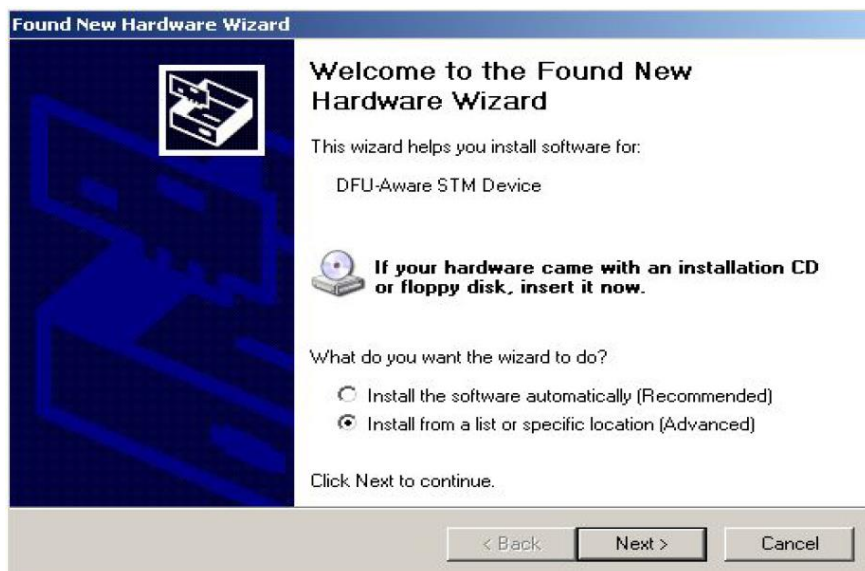 Found New Hardware Wizard
Welcome to the Found New
Hardware Wizard
This wizard helps you install software for:
DFU-Aware STM Device
If your hardware came with an installation CD
or floppy disk, insert it now.
What do you want the wizard to do?
Install the software automatically (Recommended)
Install from a list or specific location (Advanced)
Click Next to continue.
< Back Next > Cancel